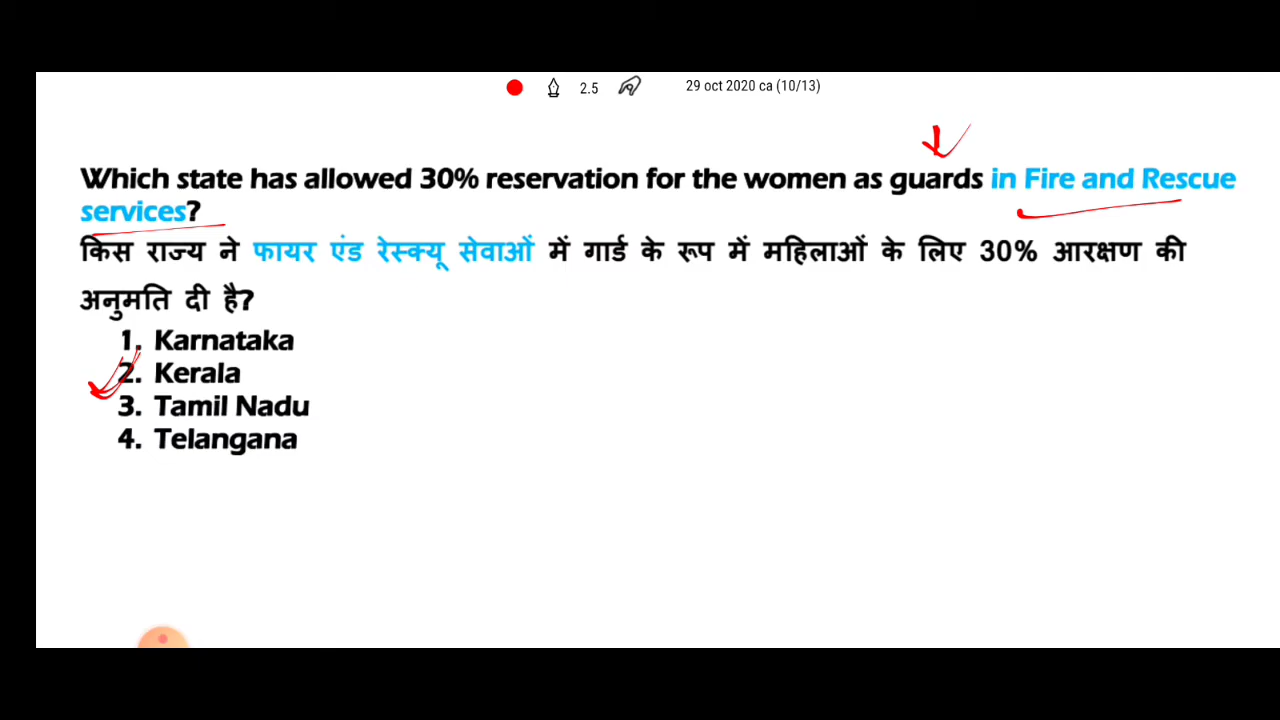 2.5 29 oct 2020 ca (10/13)
Which state has allowed 30% reservation for the women as guards in Fire and Rescue
services?
किस राज्य ने फायर एंड रेस्क्यू सेवाओं में गार्ड के रूप में महिलाओं के लिए 30% आरक्षण की
अनुमति दी है?
1. Karnataka
2. Kerala
3. Tamil Nadu
4. Telangana